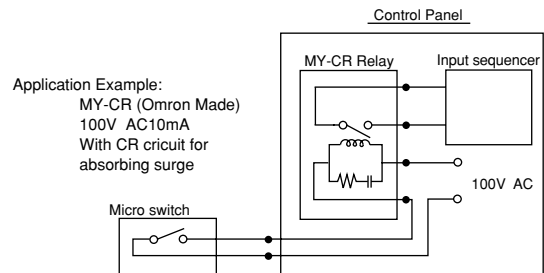 Control Panel
MY-CR Relay
Input sequencer
Application Example:
MY-CR (Omron Made)
100V  AC10mA
With CR cricuit for
absorbing surge
100V  AC
Micro switch